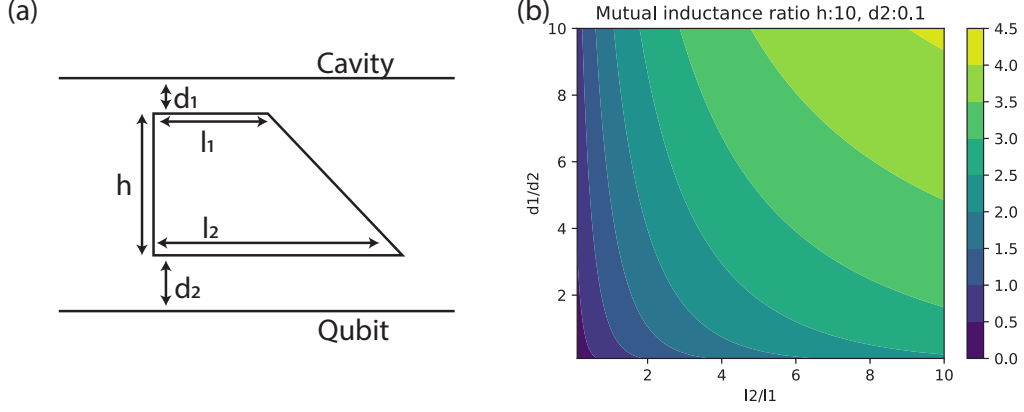 (a)
Cavity
d1
l1
h
l2
d2
Qubit
(b)
Mutual inductance ratio h:10, d2:0.1
10
8
6
4
2
d1/d2
2
4
6
8
10
l2/l1
4.5
4.0
3.5
3.0
2.5
2.0
1.5
1.0
0.5
0.0